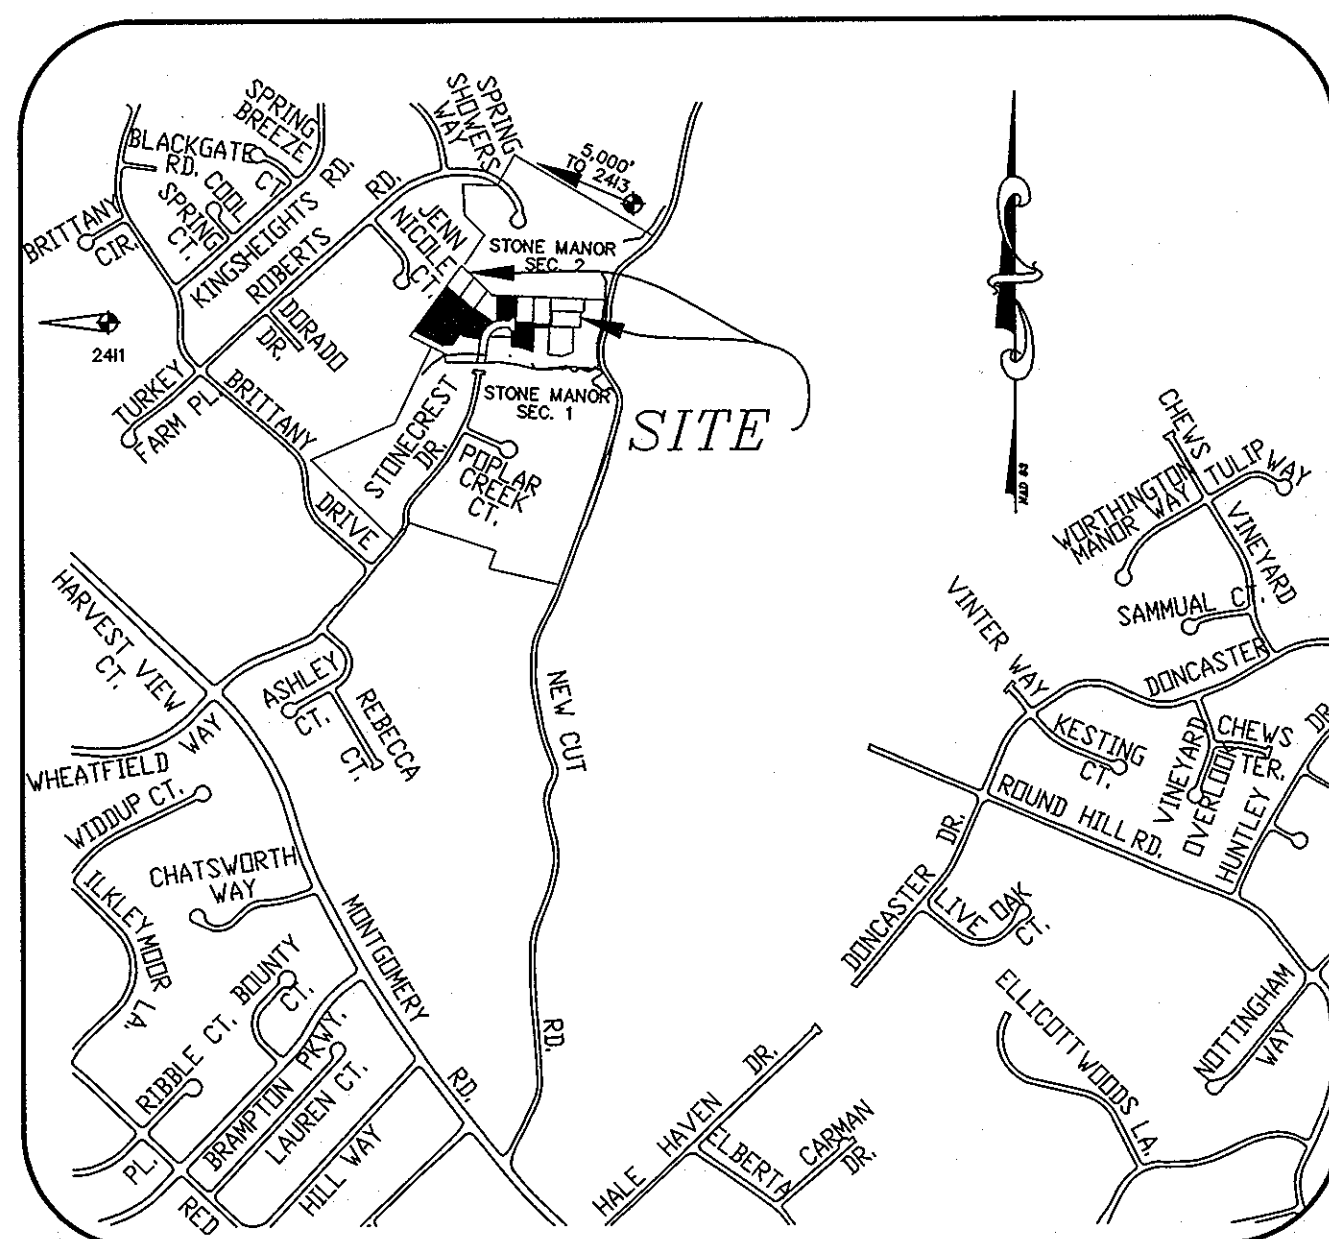 SPRING
BREEZE
CT.
BLACKGATE
RD.
COOL
SPRING
CT.
BRITTANY
CIR.
KINGSHEIGHTS RD.
ROBERTS RD.
SPRING
SHOWERS
WAY
5,000'
TO 2413
JENN
NICOLE
CT.
STONE MANOR
SEC. 2
2411
DORADO
DR.
TURKEY
FARM PL.
BRITTANY
DRIVE
STONECREST
DR.
STONE MANOR
SEC. 1
SITE
POPLAR
CREEK
CT.
NAD 83
CHEWS
VINEYARD
TULIP WAY
WORTHINGTON
MANOR WAY
SAMMUAL CT.
VINTER WAY
DONCASTER
DR.
HARVEST VIEW
CT.
ASHLEY
CT.
REBECCA
CT.
NEW CUT
RD.
WHEATFIELD
WAY
WIDDUP CT.
CHATSWORTH
WAY
ILKLEYMOOR LA.
MONTGOMERY
RD.
BOUNTY
CT.
RIBBLE CT.
BRAMPTON PKWY.
LAUREN CT.
HILL WAY
PL.
RED
KESTING
CT.
VINEYARD
OVERLOOK
CHEWS
TER.
HUNTLEY
ROUND HILL RD.
DONCASTER
DR.
LIVE OAK
CT.
ELLICOTT WOODS LA.
NOTTINGHAM
WAY
HALE HAVEN DR.
ELBERTA
CARMAN
DR.